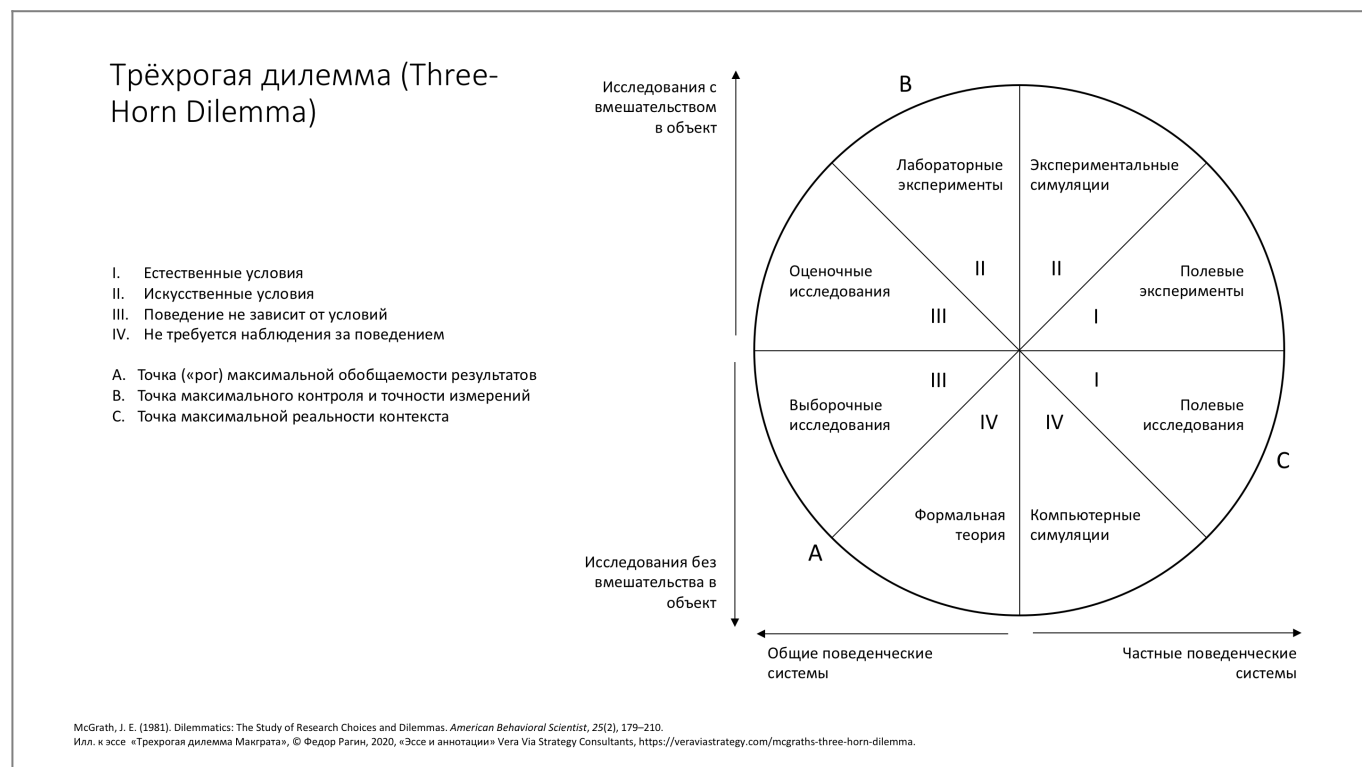 Трёхрогая дилемма (Three-
Horn Dilemma)
I. Естественные условия
II. Искусственные условия
III. Поведение не зависит от условий
IV. Не требуется наблюдения за поведением
A. Точка («рог) максимальной обобщаемости результатов
B. Точка максимального контроля и точности измерений
C. Точка максимальной реальности контекста
Исследования с
вмешательством
в объект
B
Лабораторные
эксперименты
Экспериментальные
симуляции
Оценочные
исследования
II
II
Полевые
эксперименты
III
I
III
I
Выборочные
исследования
IV
IV
Полевые
исследования
C
Формальная
теория
Компьютерные
симуляции
A
Исследования без
вмешательства в
объект
Общие поведенческие
системы
Частные поведенческие
системы
McGrath, J. E. (1981). Dilemmatics: The Study of Research Choices and Dilemmas. American Behavioral Scientist, 25(2), 179–210.
Илл. к эссе «Трехрогая дилемма Макграта», © Федор Рагин, 2020, «Эссе и аннотации» Vera Via Strategy Consultants, https://veraviastrategy.com/mcgraths-three-horn-dilemma.